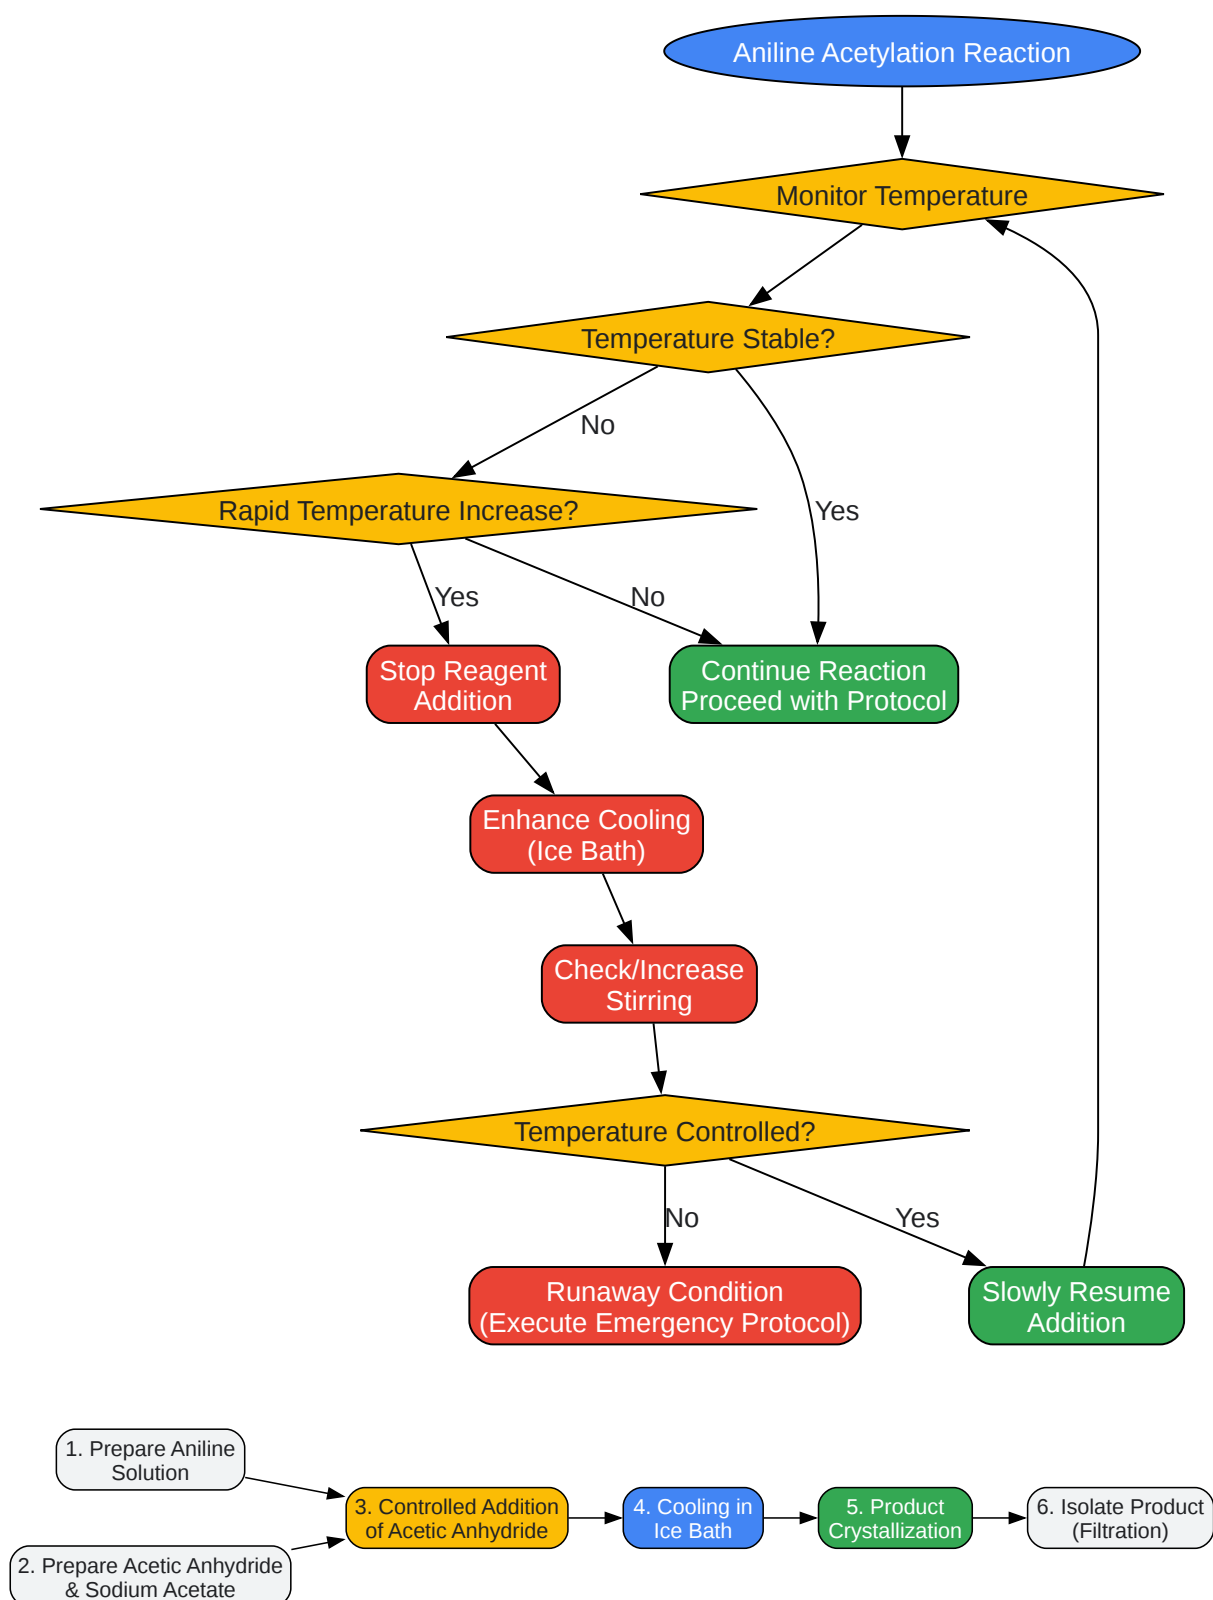 Aniline Acetylation Reaction
Monitor Temperature
Temperature Stable?
No
Rapid Temperature Increase?
Yes
Yes
No
Stop Reagent
Addition
Continue Reaction
Proceed with Protocol
Enhance Cooling
(Ice Bath)
Check/Increase
Stirring
Temperature Controlled?
No
Yes
Runaway Condition
(Execute Emergency Protocol)
Slowly Resume
Addition
1. Prepare Aniline
Solution
2. Prepare Acetic Anhydride
& Sodium Acetate
3. Controlled Addition
of Acetic Anhydride
4. Cooling in
Ice Bath
5. Product
Crystallization
6. Isolate Product
(Filtration)